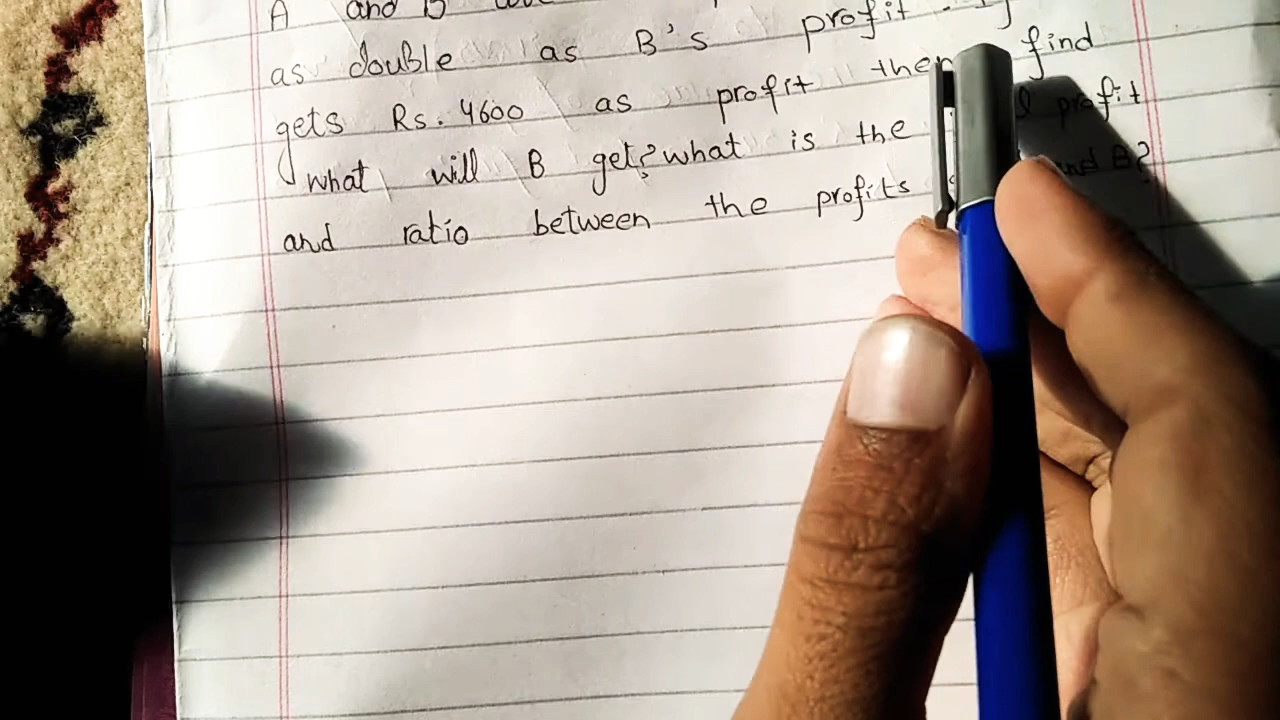 A and B
as double as B's profit. If
gets Rs. 4600 as profit then find
what will B get? what is the profit
and ratio between the profits and B?